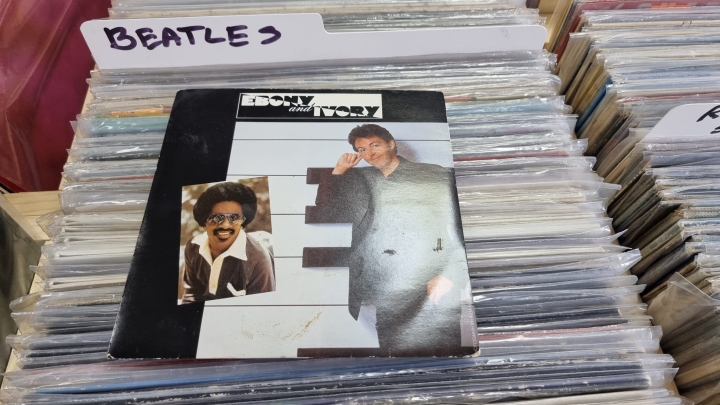 BEATLES
EBONY
and IVORY